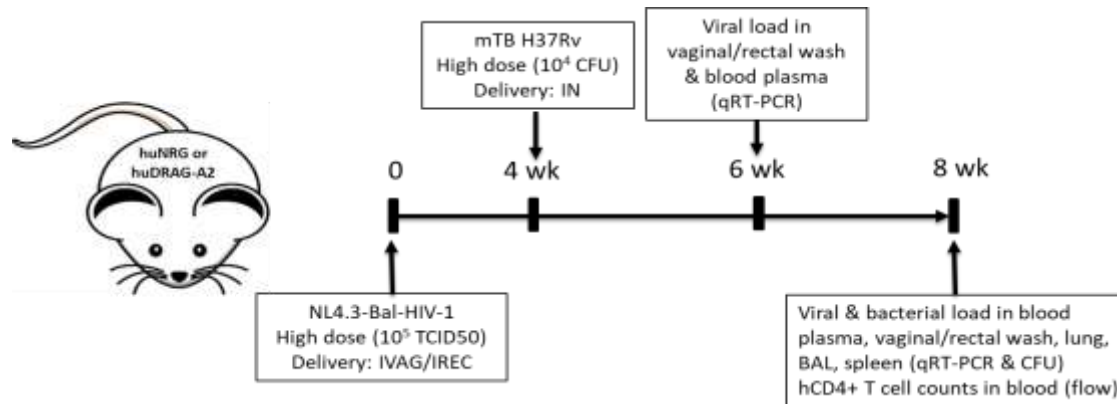 mTB H37Rv
High dose (10⁴ CFU)
Delivery: IN
Viral load in
vaginal/rectal wash
& blood plasma
(qRT-PCR)
huNRG or
huDRAG-A2
0
4 wk
6 wk
8 wk
NL4.3-Bal-HIV-1
High dose (10⁵ TCID50)
Delivery: IVAG/IREC
Viral & bacterial load in blood
plasma, vaginal/rectal wash, lung,
BAL, spleen (qRT-PCR & CFU)
hCD4+ T cell counts in blood (flow)